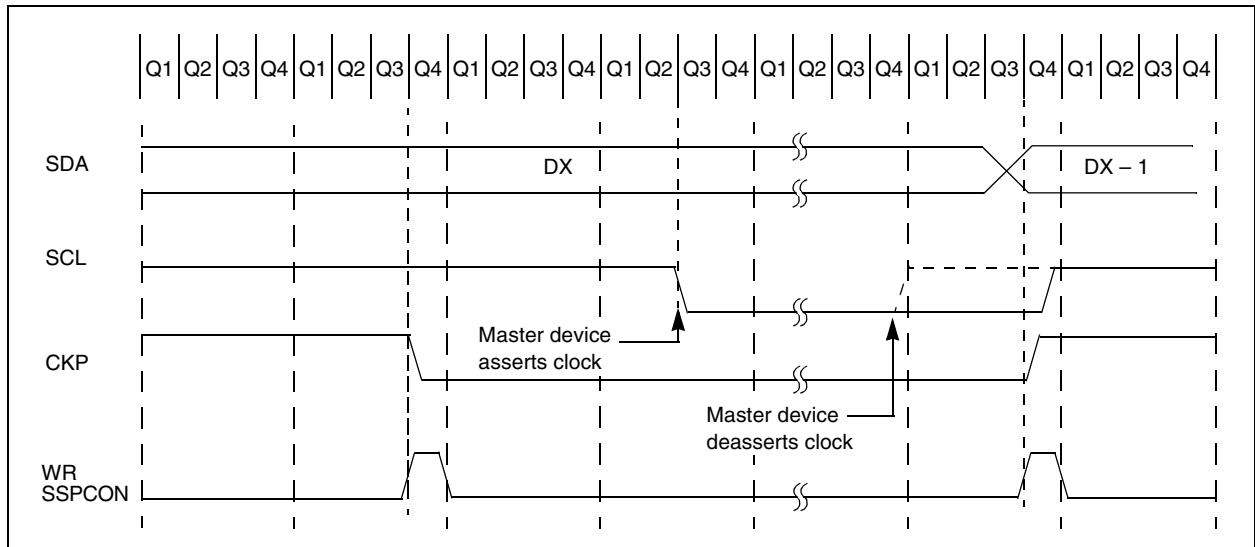 Q1 Q2 Q3 Q4 Q1 Q2 Q3 Q4 Q1 Q2 Q3 Q4 Q1 Q2 Q3 Q4 Q1 Q2 Q3 Q4 Q1 Q2 Q3 Q4 Q1 Q2 Q3 Q4
SDA
DX
DX – 1
SCL
Master device
asserts clock
CKP
Master device
deasserts clock
WR
SSPCON